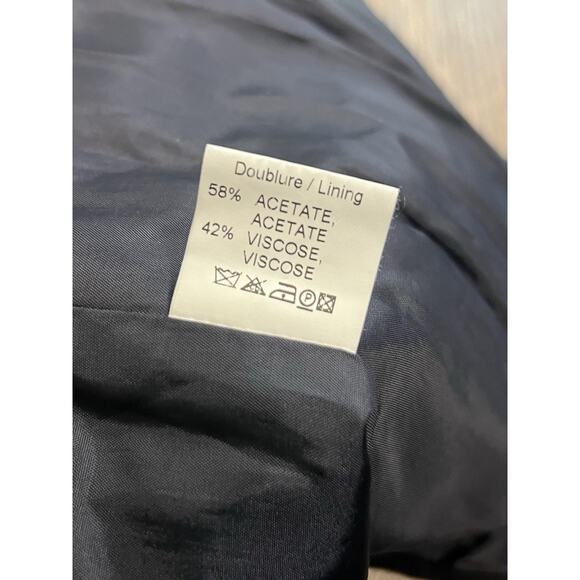 Doublure / Lining
58% ACETATE,
ACETATE
42% VISCOSE,
VISCOSE
P